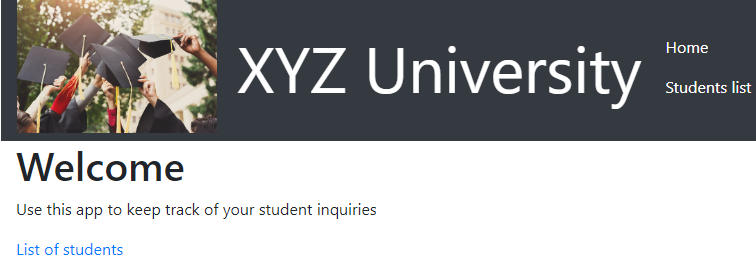 XYZ University
Home
Students list
Welcome
Use this app to keep track of your student inquiries
List of students